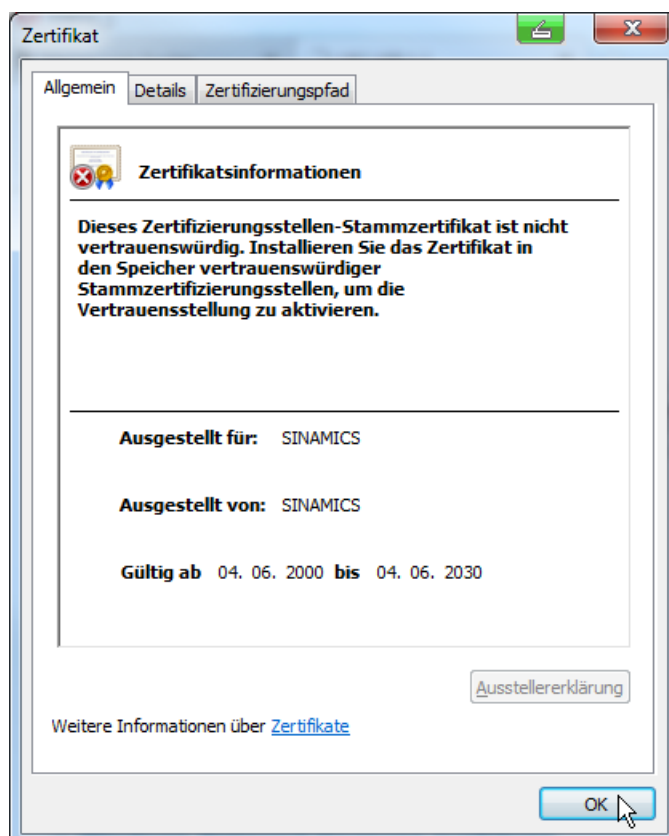 Zertifikat
Allgemein Details Zertifizierungspfad
Zertifikatsinformationen
Dieses Zertifizierungsstellen-Stammzertifikat ist nicht
vertrauenswürdig. Installieren Sie das Zertifikat in
den Speicher vertrauenswürdiger
Stammzertifizierungsstellen, um die
Vertrauensstellung zu aktivieren.
Ausgestellt für: SINAMICS
Ausgestellt von: SINAMICS
Gültig ab 04. 06. 2000 bis 04. 06. 2030
Ausstellererklärung
Weitere Informationen über Zertifikate
OK